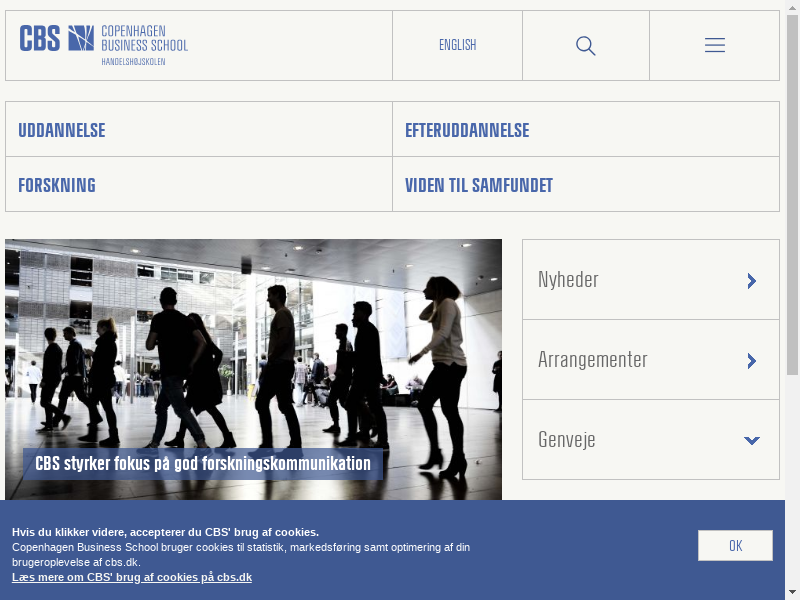 CBS COPENHAGEN
BUSINESS SCHOOL
HANDELSHØJSKOLEN
ENGLISH
UDDANNELSE
EFTERUDDANNELSE
FORSKNING
VIDEN TIL SAMFUNDET
Nyheder
Arrangementer
Genveje
CBS styrker fokus på god forskningskommunikation
Hvis du klikker videre, accepterer du CBS' brug af cookies.
Copenhagen Business School bruger cookies til statistik, markedsføring samt optimering af din
brugeroplevelse af cbs.dk.
Læs mere om CBS' brug af cookies på cbs.dk
OK